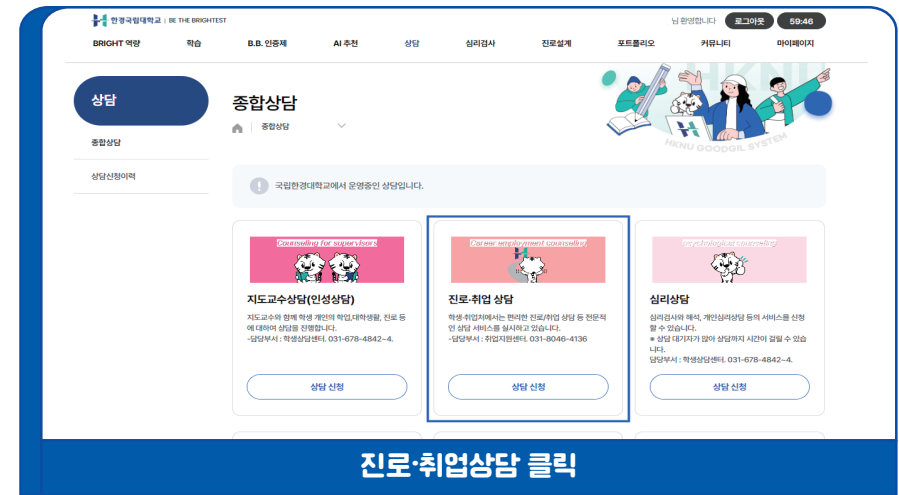 한경국립대학교 | BE THE BRIGHTEST
님 환영합니다 로그아웃 59:46
BRIGHT 역량 학습 B.B. 인증제 AI 추천 상담 심리검사 진로설계 포트폴리오 커뮤니티 마이페이지
상담
종합상담
상담신청이력
종합상담
종합상담
HKNU
HKNU GOODGIL SYSTEM
국립한경대학교에서 운영중인 상담입니다.
Counseling for supervisors
지도교수상담(인성상담)
지도교수와 함께 학생 개인의 학업,대학생활, 진로 등
에 대하여 상담을 진행합니다.
-담당부서 : 학생상담센터. 031-678-4842~4.
상담 신청
Career employment counseling
진로·취업 상담
학생·취업처에서는 편리한 진로/취업 상담 등 전문적
인 상담 서비스를 실시하고 있습니다.
-담당부서 : 취업지원센터. 031-8046-4136
상담 신청
Psychological counseling
심리상담
심리검사와 해석, 개인심리상담 등의 서비스를 신청
할 수 있습니다.
※ 상담 대기자가 많아 상담까지 시간이 걸릴 수 있습
니다.
담당부서 : 학생상담센터. 031-678-4842~4.
상담 신청
진로·취업상담 클릭